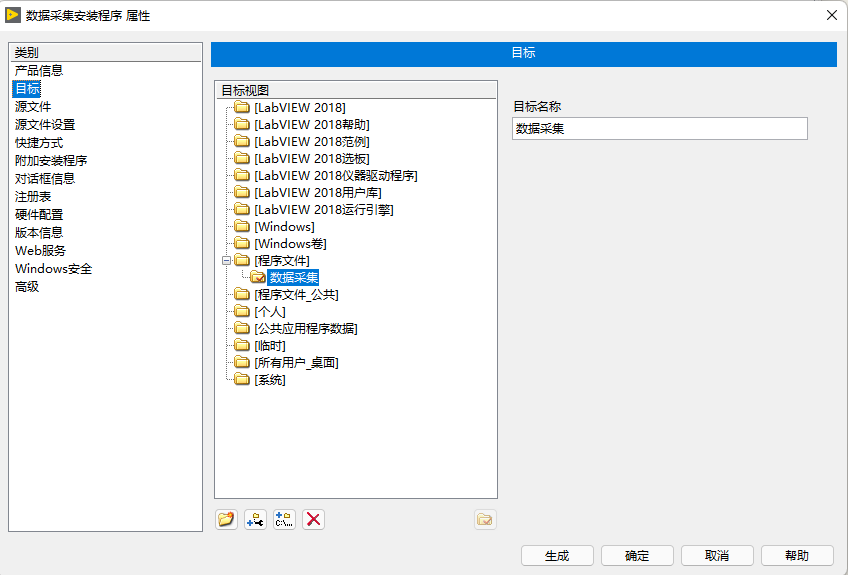 数据采集安装程序 属性
类别
产品信息
目标
源文件
源文件设置
快捷方式
附加安装程序
对话框信息
注册表
硬件配置
版本信息
Web服务
Windows安全
高级
目标
目标视图
[LabVIEW 2018]
[LabVIEW 2018帮助]
[LabVIEW 2018范例]
[LabVIEW 2018选板]
[LabVIEW 2018仪器驱动程序]
[LabVIEW 2018用户库]
[LabVIEW 2018运行引擎]
[Windows]
[Windows卷]
[程序文件]
数据采集
[程序文件_公共]
[个人]
[公共应用程序数据]
[临时]
[所有用户_桌面]
[系统]
目标名称
数据采集
C:\...
生成
确定
取消
帮助